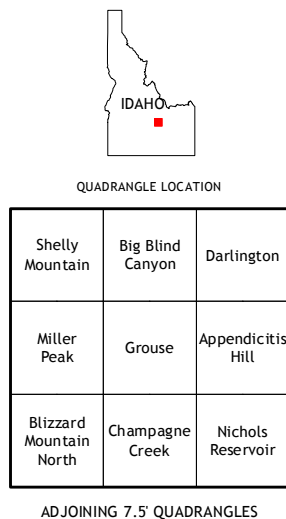 IDAHO
QUADRANGLE LOCATION
Shelly
Mountain
Big Blind
Canyon
Darlington
Miller
Peak
Grouse
Appendicitis
Hill
Blizzard
Mountain
North
Champagne
Creek
Nichols
Reservoir
ADJOINING 7.5' QUADRANGLES